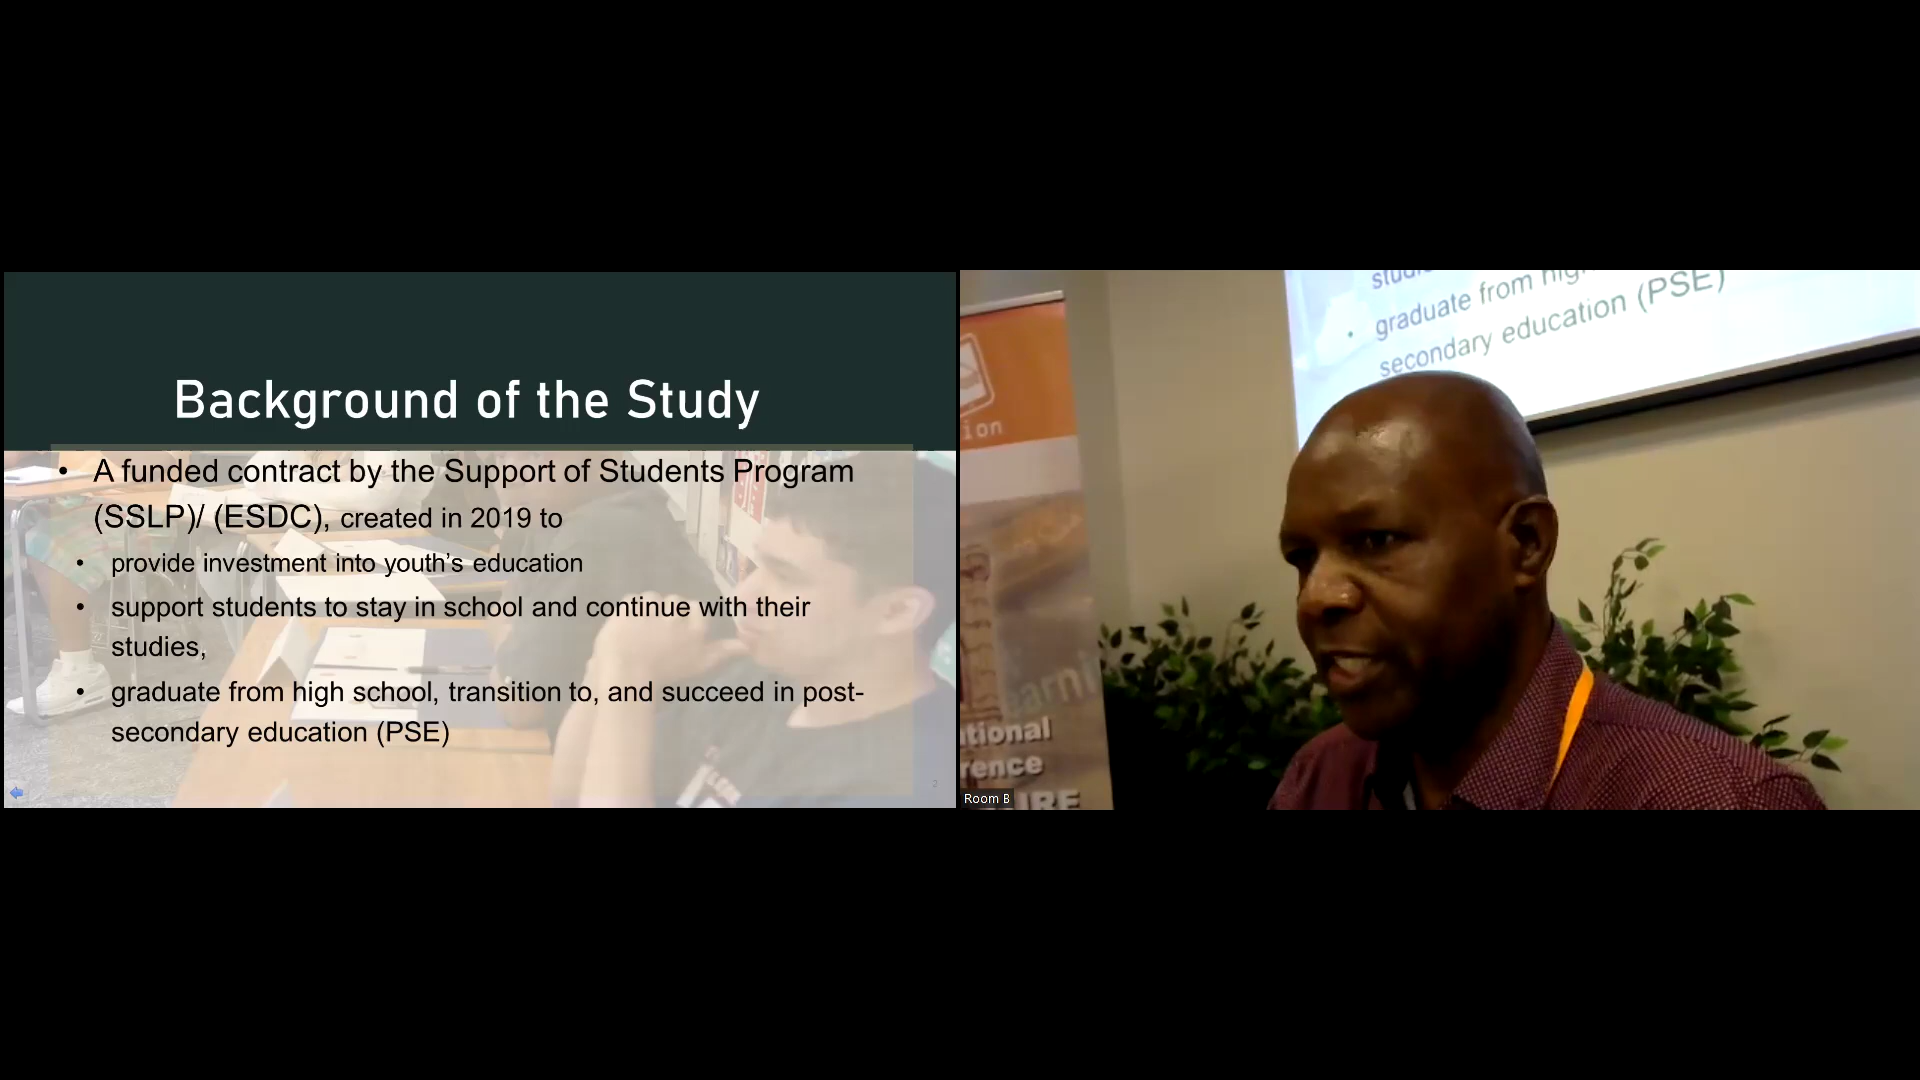 Background of the Study
• A funded contract by the Support of Students Program
(SSLP)/ (ESDC), created in 2019 to
• provide investment into youth’s education
• support students to stay in school and continue with their
studies,
• graduate from high school, transition to, and succeed in post-
secondary education (PSE)
2
• graduate from high
secondary education (PSE)
ion
Room B